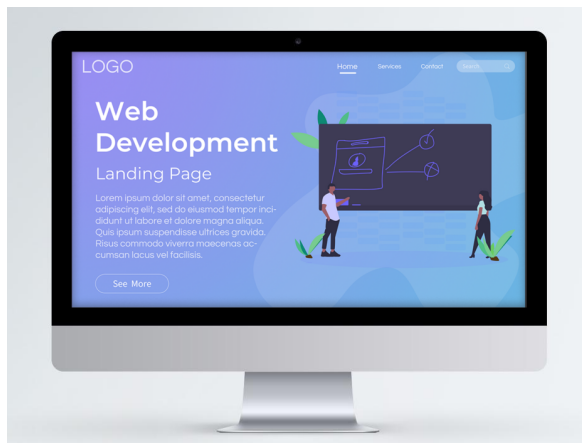 LOGO
Home Services Contact Search
Web
Development
Landing Page
Lorem ipsum dolor sit amet, consectetur
adipiscing elit, sed do eiusmod tempor inci-
didunt ut labore et dolore magna aliqua.
Quis ipsum suspendisse ultrices gravida.
Risus commodo viverra maecenas ac-
cumsan lacus vel facilisis.
See More